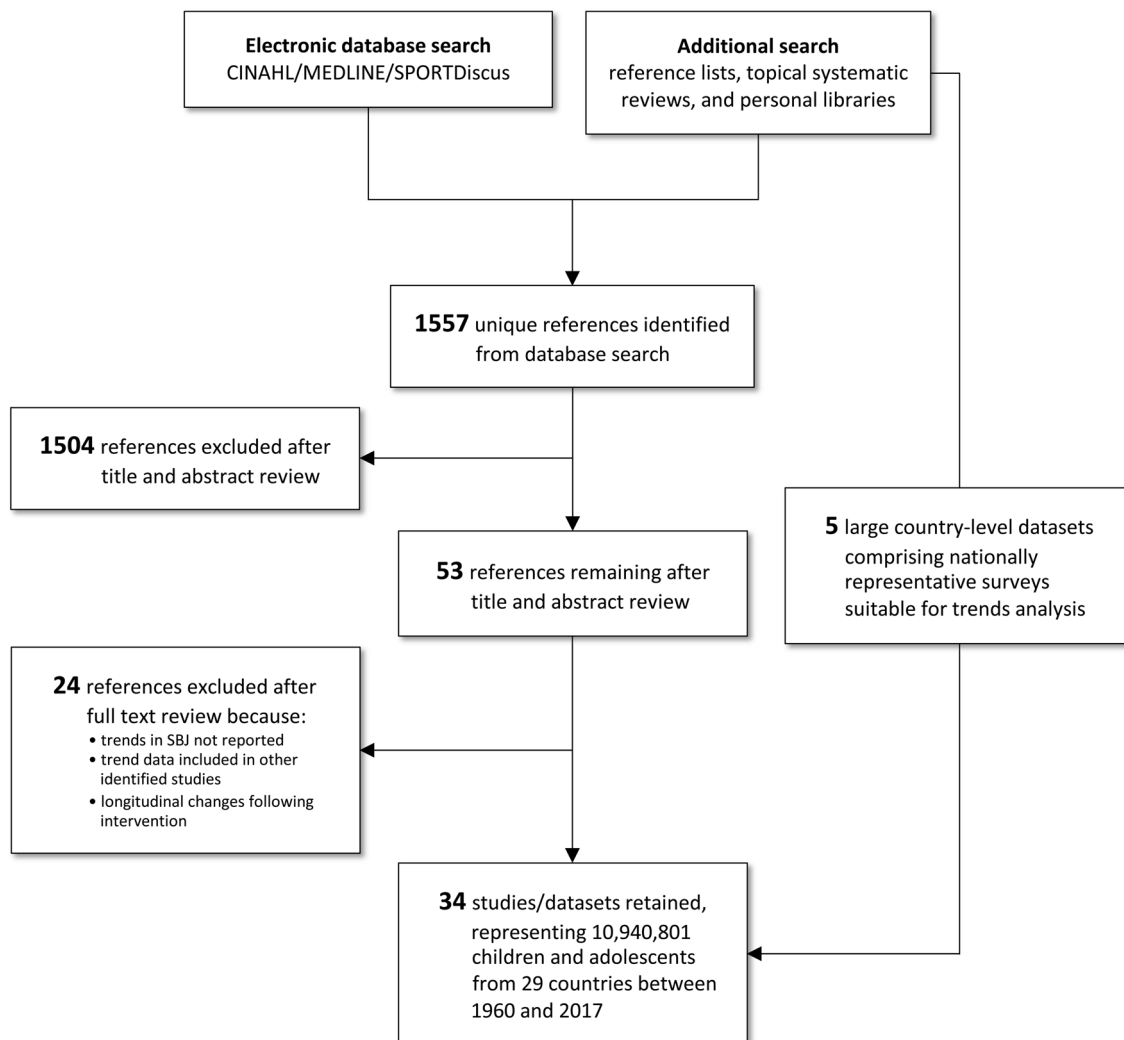 Electronic database search
CINAHL/MEDLINE/SPORTDiscus
Additional search
reference lists, topical systematic
reviews, and personal libraries
1557 unique references identified
from database search
1504 references excluded after
title and abstract review
53 references remaining after
title and abstract review
5 large country-level datasets
comprising nationally
representative surveys
suitable for trends analysis
24 references excluded after
full text review because:
• trends in SBJ not reported
• trend data included in other
identified studies
• longitudinal changes following
intervention
34 studies/datasets retained,
representing 10,940,801
children and adolescents
from 29 countries between
1960 and 2017